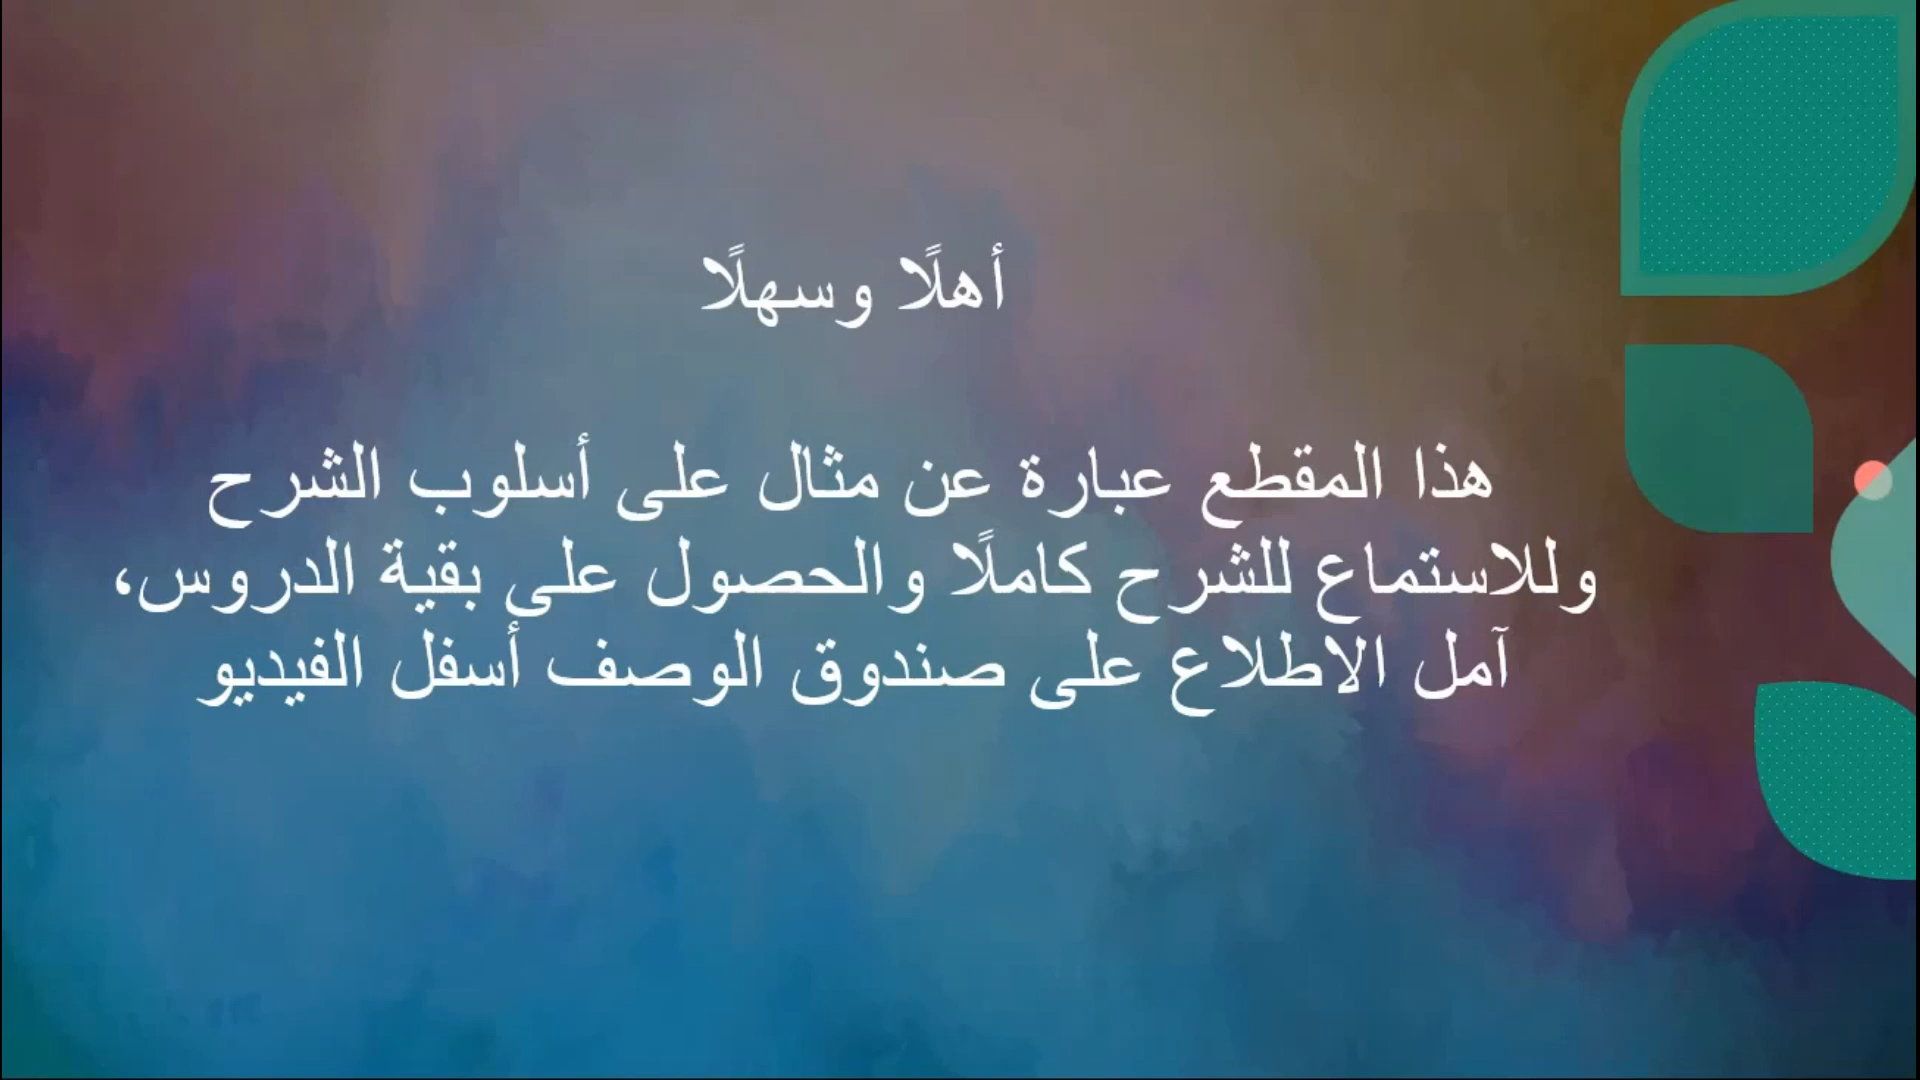 أهلًا وسهلًا
هذا المقطع عبارة عن مثال على أسلوب الشرح
وللاستماع للشرح كاملًا والحصول على بقية الدروس،
آمل الاطلاع على صندوق الوصف أسفل الفيديو